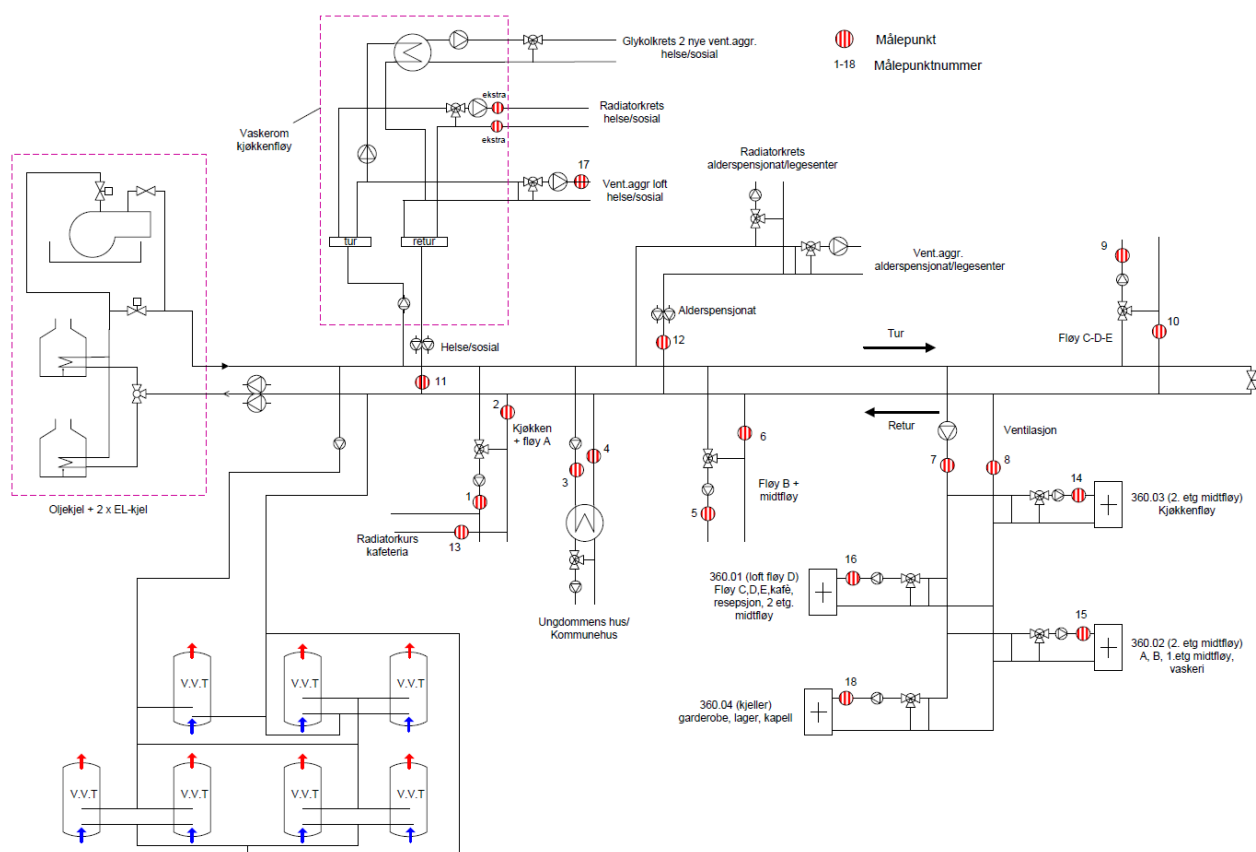 Glykolkrets 2 nye vent.aggr.
helse/sosial
Målepunkt
1-18 Målepunktnummer
ekstra
Radiatorkrets
helse/sosial
ekstra
Vaskerom
kjøkkenfløy
17
Vent.aggr loft
helse/sosial
tur
retur
Radiatorkrets
alderspensjonat/legesenter
Vent.aggr.
alderspensjonat/legesenter
9
10
Fløy C-D-E
Alderspensjonat
12
Helse/sosial
Tur
11
Retur
2
Kjøkken
+ fløy A
1
Radiatorkurs
kafeteria
13
3
4
Ungdommens hus/
Kommunehus
6
Fløy B +
midtfløy
5
Ventilasjon
7
8
14
360.03 (2. etg midtfløy)
Kjøkkenfløy
16
360.01 (loft fløy D)
Fløy C,D,E,kafè,
resepsjon, 2 etg.
midtfløy
15
360.02 (2. etg midtfløy)
A, B, 1.etg midtfløy,
vaskeri
18
360.04 (kjeller)
garderobe, lager, kapell
Oljekjel + 2 x EL-kjel
V.V.T
V.V.T
V.V.T
V.V.T
V.V.T
V.V.T
V.V.T